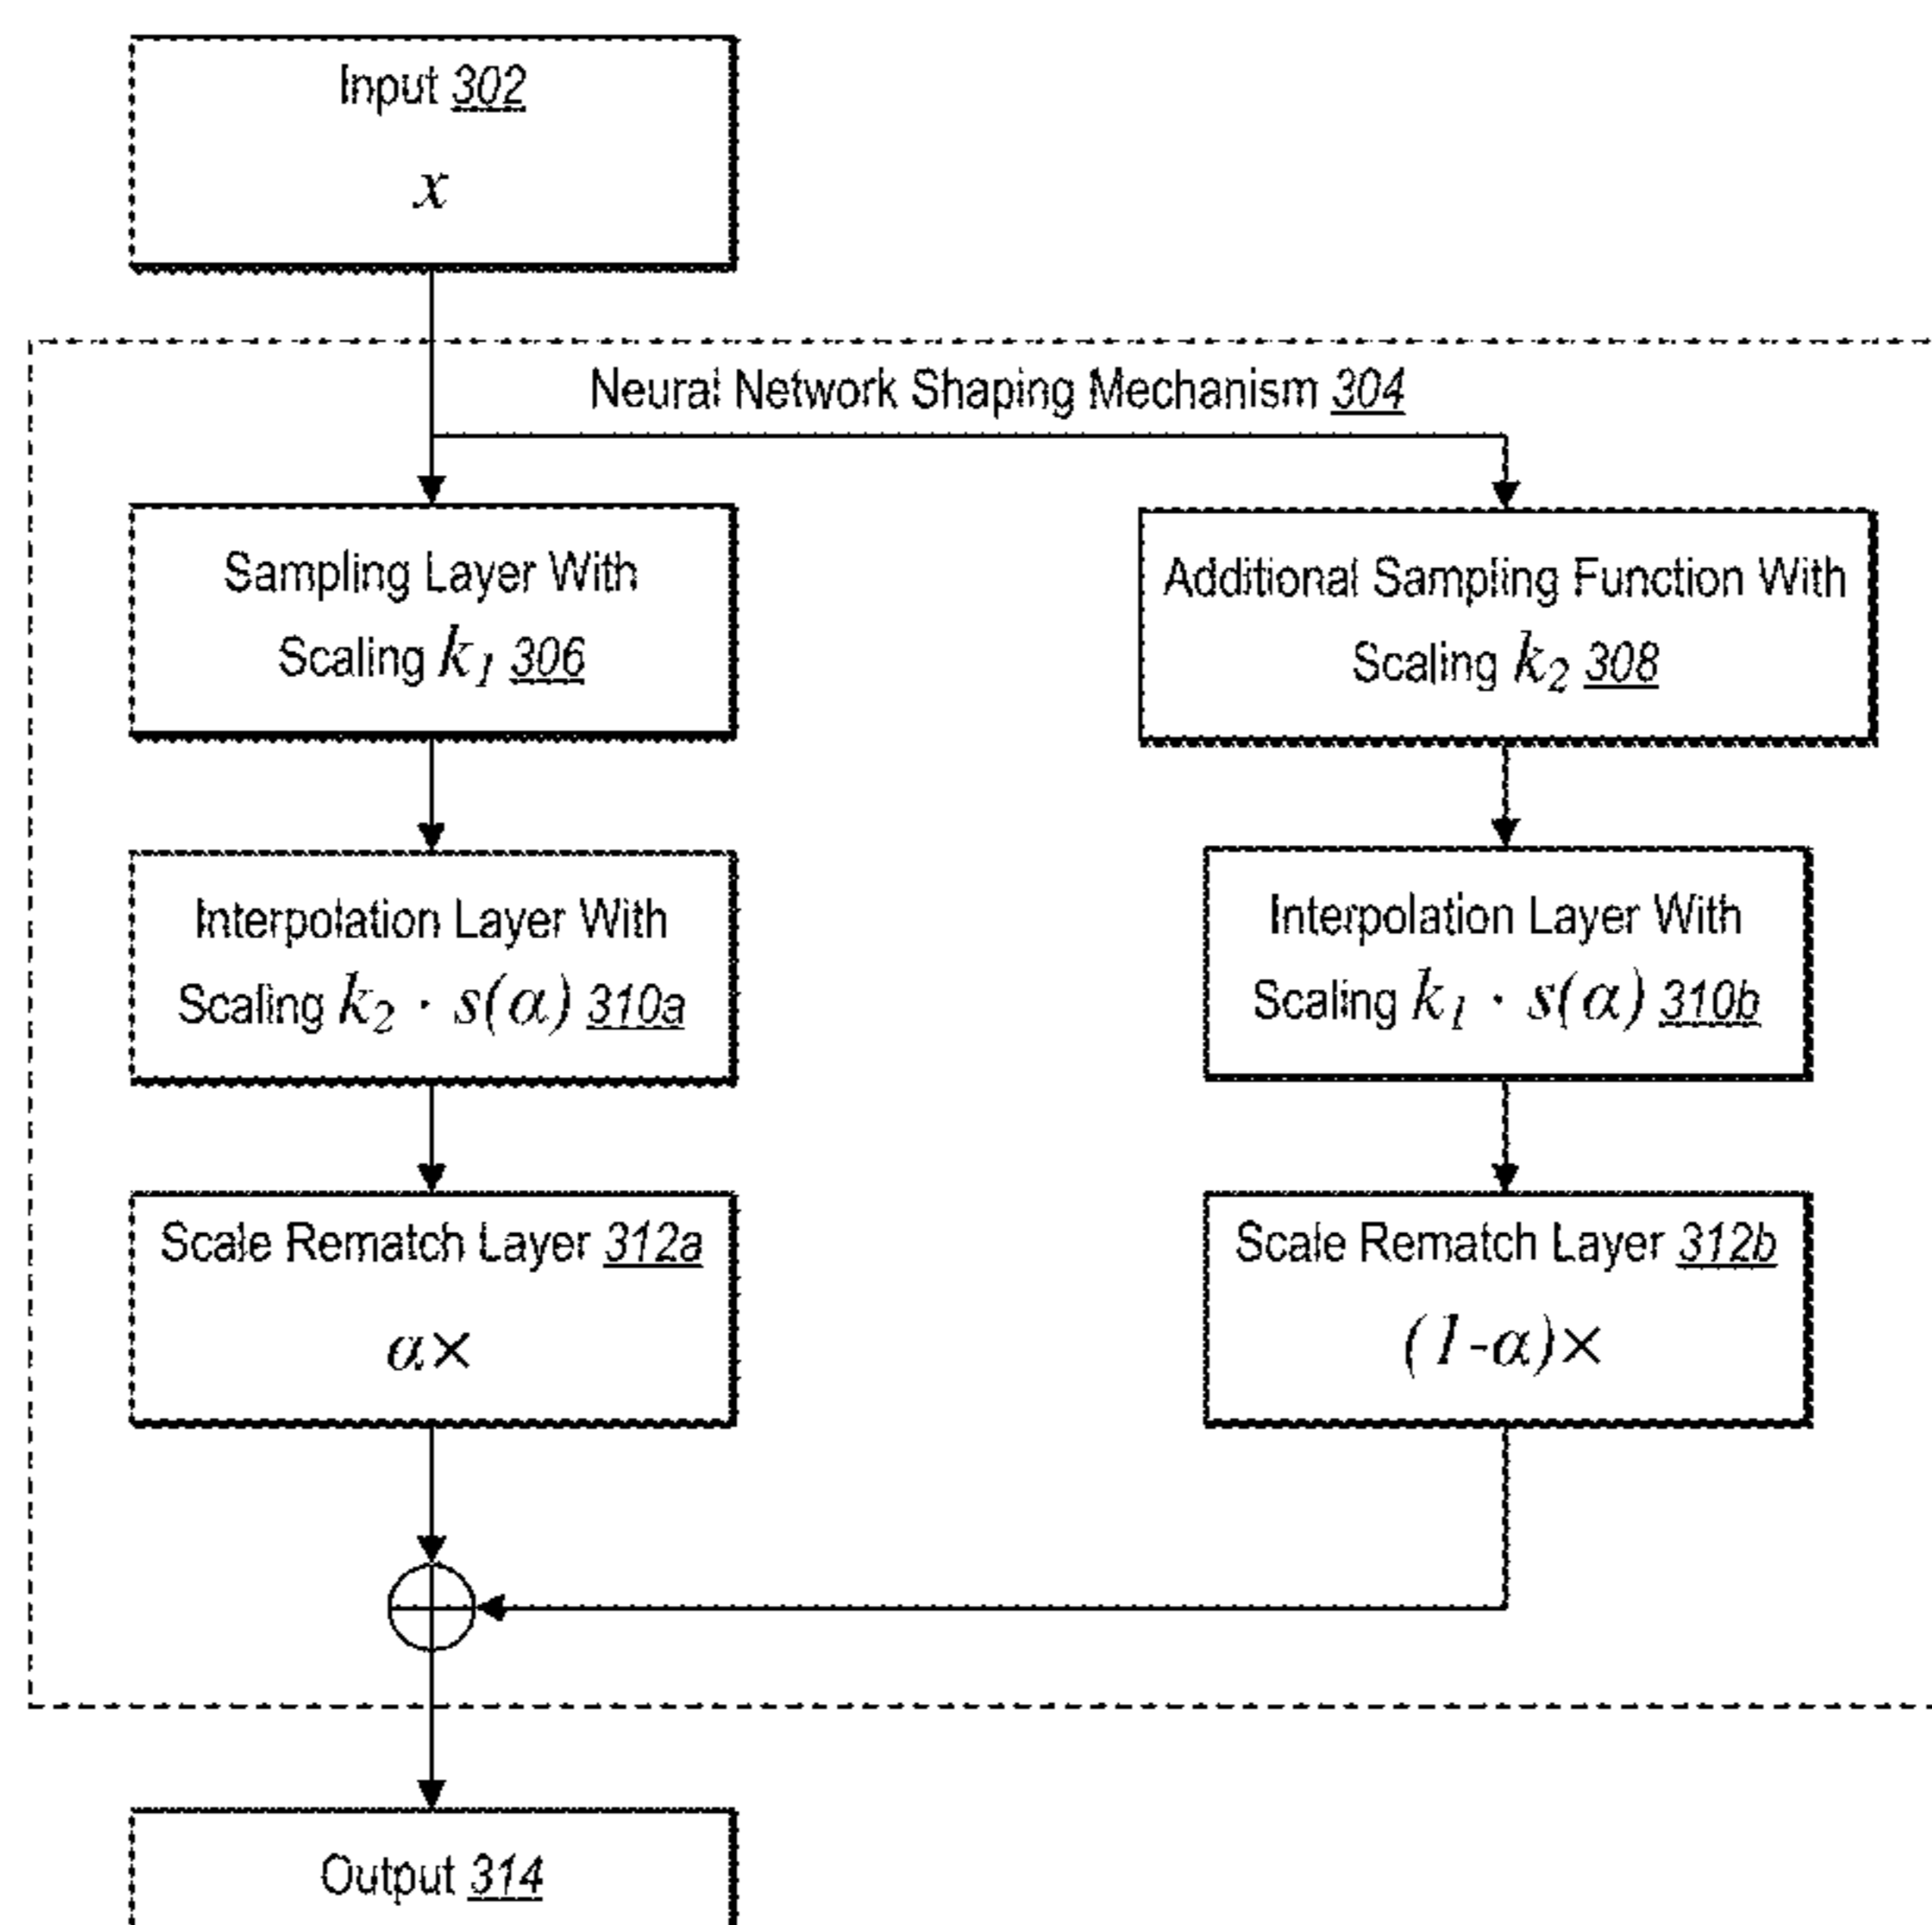 Input 302
x
Neural Network Shaping Mechanism 304
Sampling Layer With
Scaling k₁ 306
Additional Sampling Function With
Scaling k₂ 308
Interpolation Layer With
Scaling k₂ · s(α) 310a
Interpolation Layer With
Scaling k₁ · s(α) 310b
Scale Rematch Layer 312a
α×
Scale Rematch Layer 312b
(1-α)×
Output 314